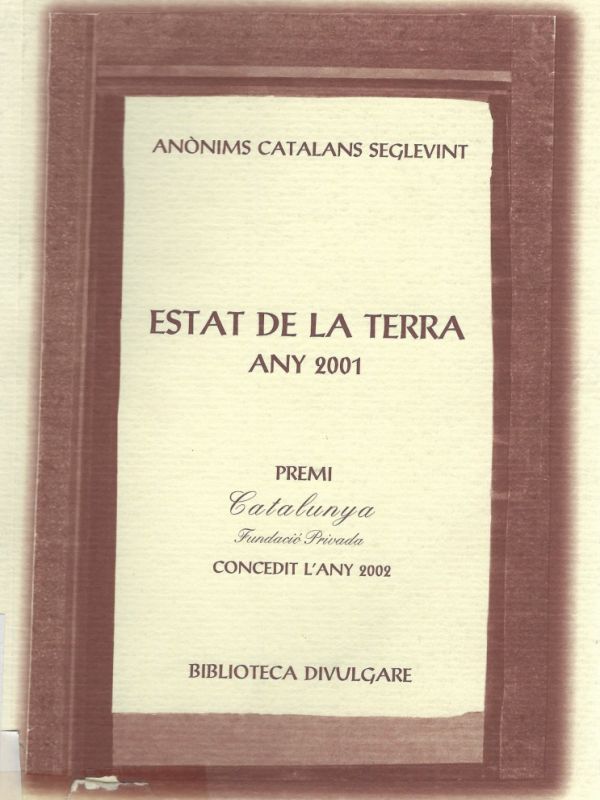 ANÒNIMS CATALANS SEGLEVINT
ESTAT DE LA TERRA
ANY 2001
PREMI
Catalunya
Fundació Privada
CONCEDIT L'ANY 2002
BIBLIOTECA DIVULGARE